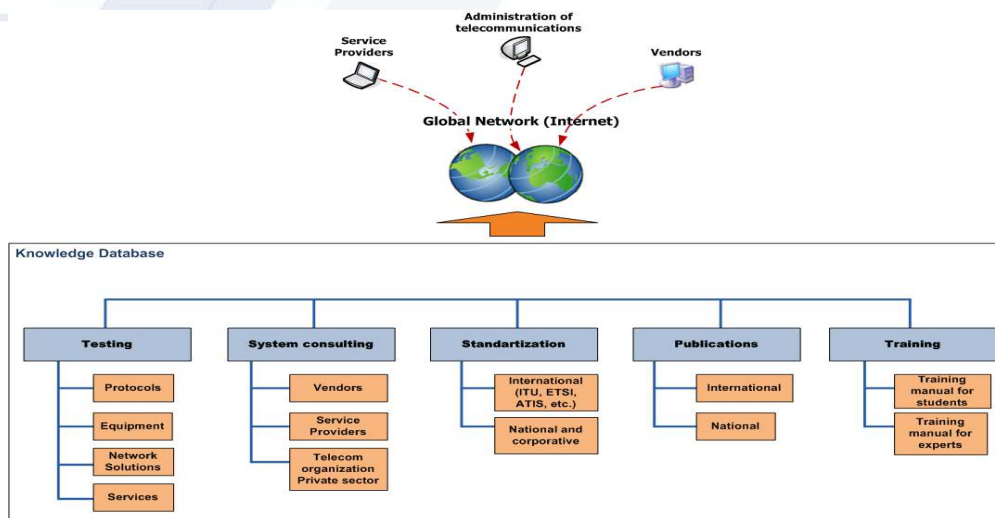 Administration of
telecommunications
Service
Providers
Vendors
Global Network (Internet)
Knowledge Database
Testing
System consulting
Standartization
Publications
Training
Protocols
Equipment
Network
Solutions
Services
Vendors
Service
Providers
Telecom
organization
Private sector
International
(ITU, ETSI,
ATIS, etc.)
National and
corporative
International
National
Training
manual for
students
Training
manual for
experts